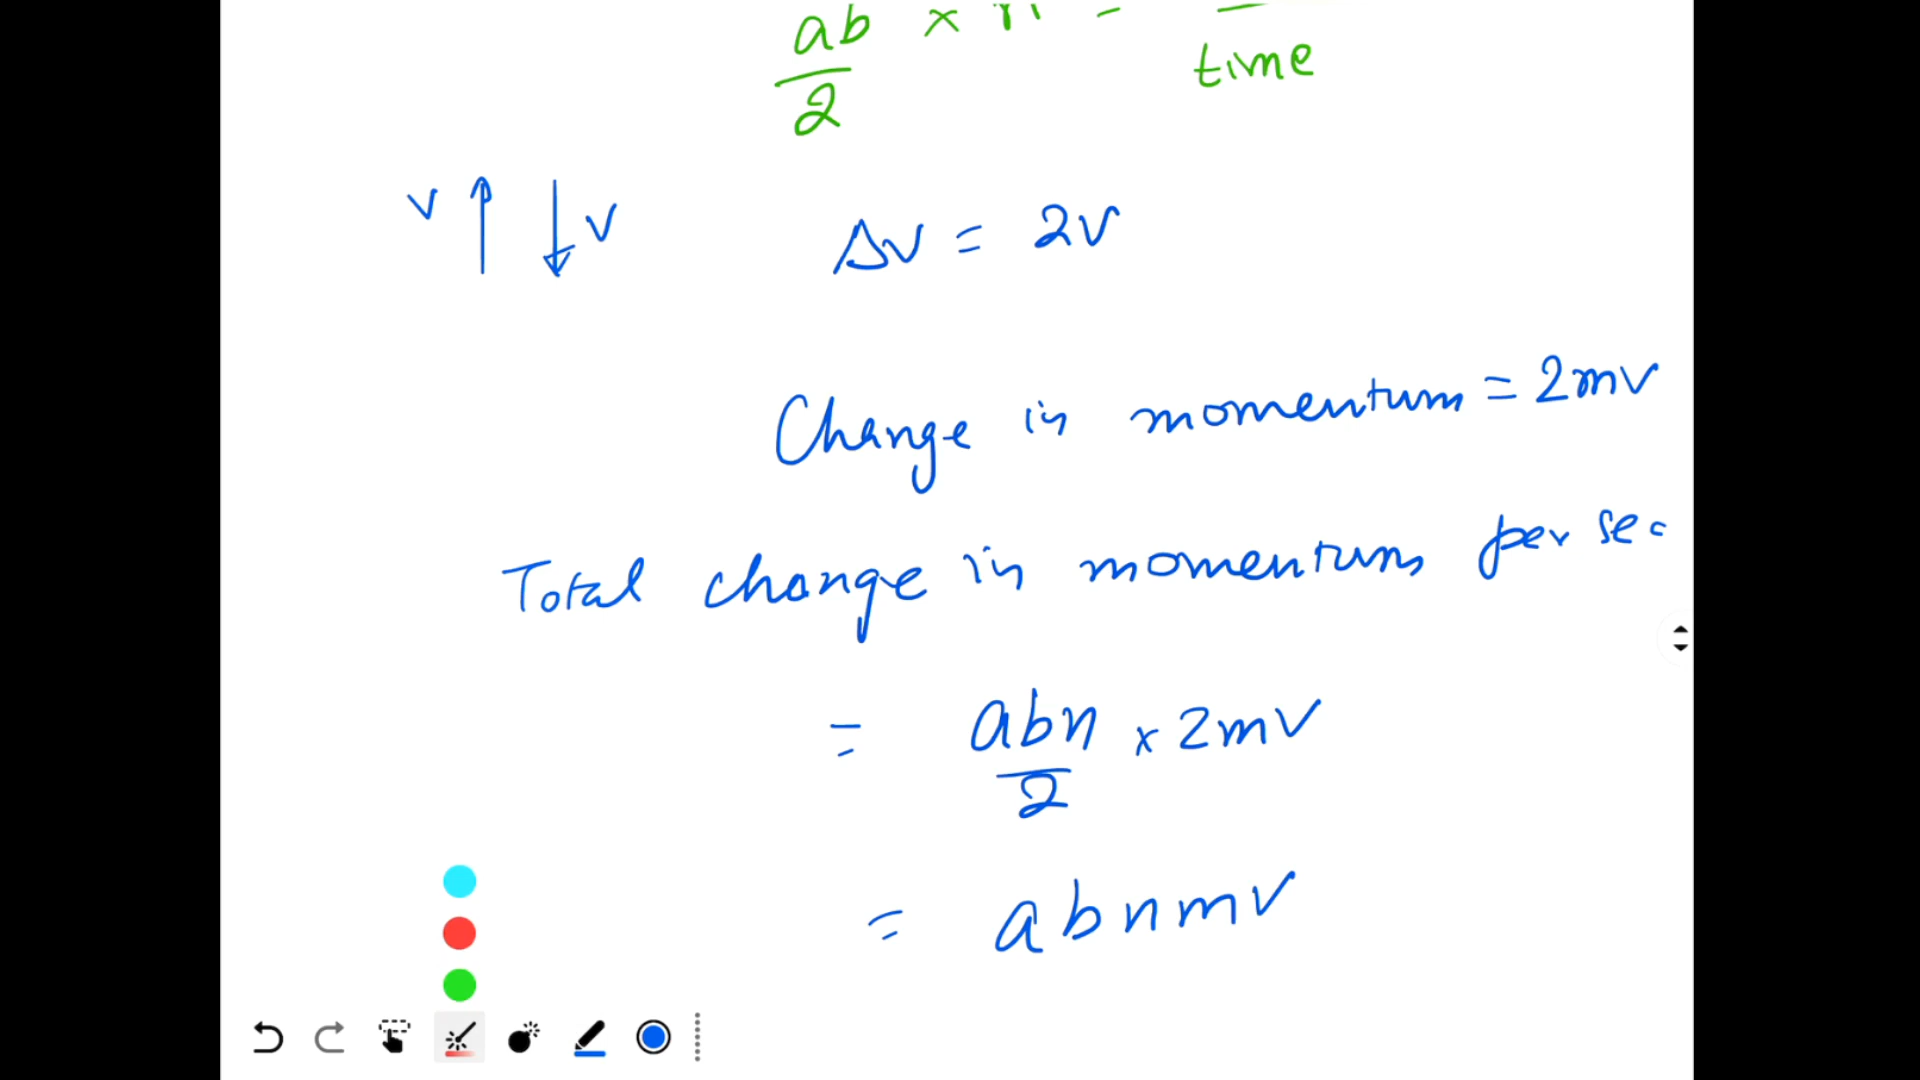 ab × n =
2
time
v v Δv = 2v
Change in momentum = 2mv
Total change in momentum per sec
= abn × 2mv
2
= abnmv